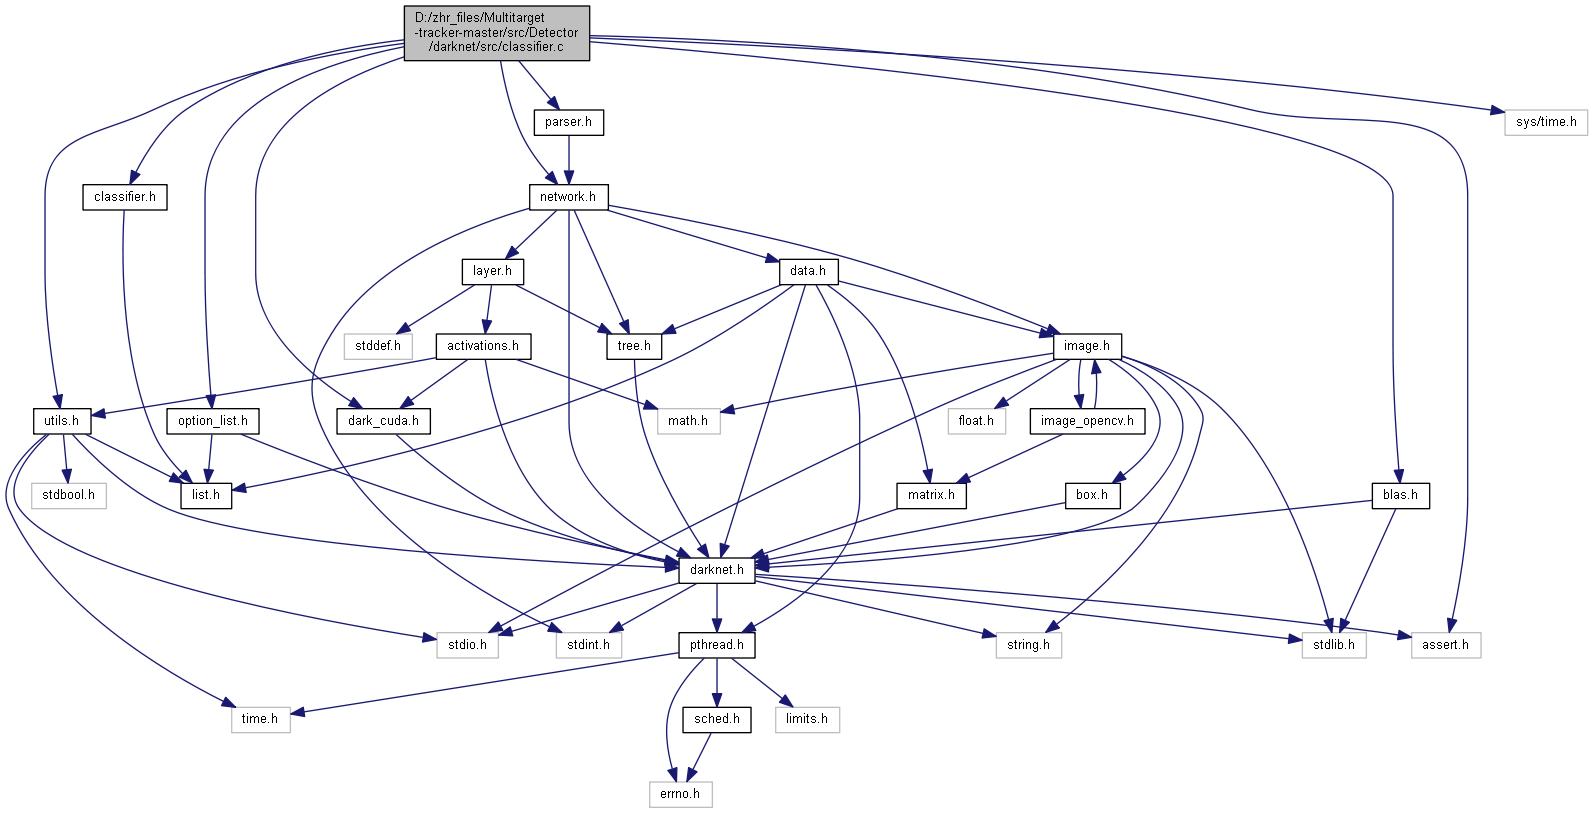 D:/zhr_files/Multitarget
-tracker-master/src/Detector
/darknet/src/classifier.c
parser.h
sys/time.h
classifier.h
network.h
layer.h
data.h
stddef.h
activations.h
tree.h
image.h
utils.h
option_list.h
dark_cuda.h
math.h
float.h
image_opencv.h
stdbool.h
list.h
matrix.h
box.h
blas.h
darknet.h
stdio.h
stdint.h
pthread.h
string.h
stdlib.h
assert.h
time.h
sched.h
limits.h
errno.h